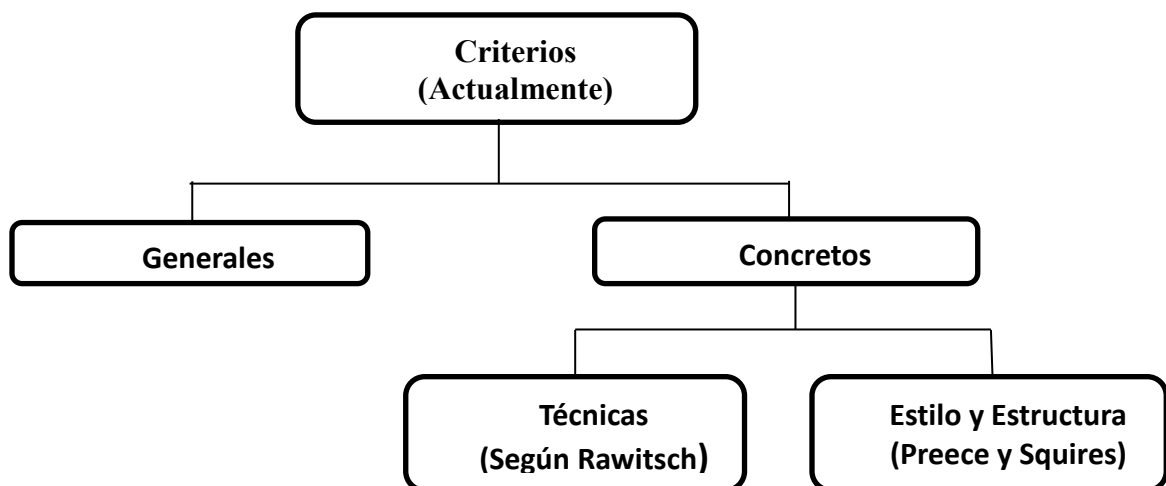 Criterios
(Actualmente)
Generales
Concretos
Técnicas
(Según Rawitsch)
Estilo y Estructura
(Preece y Squires)